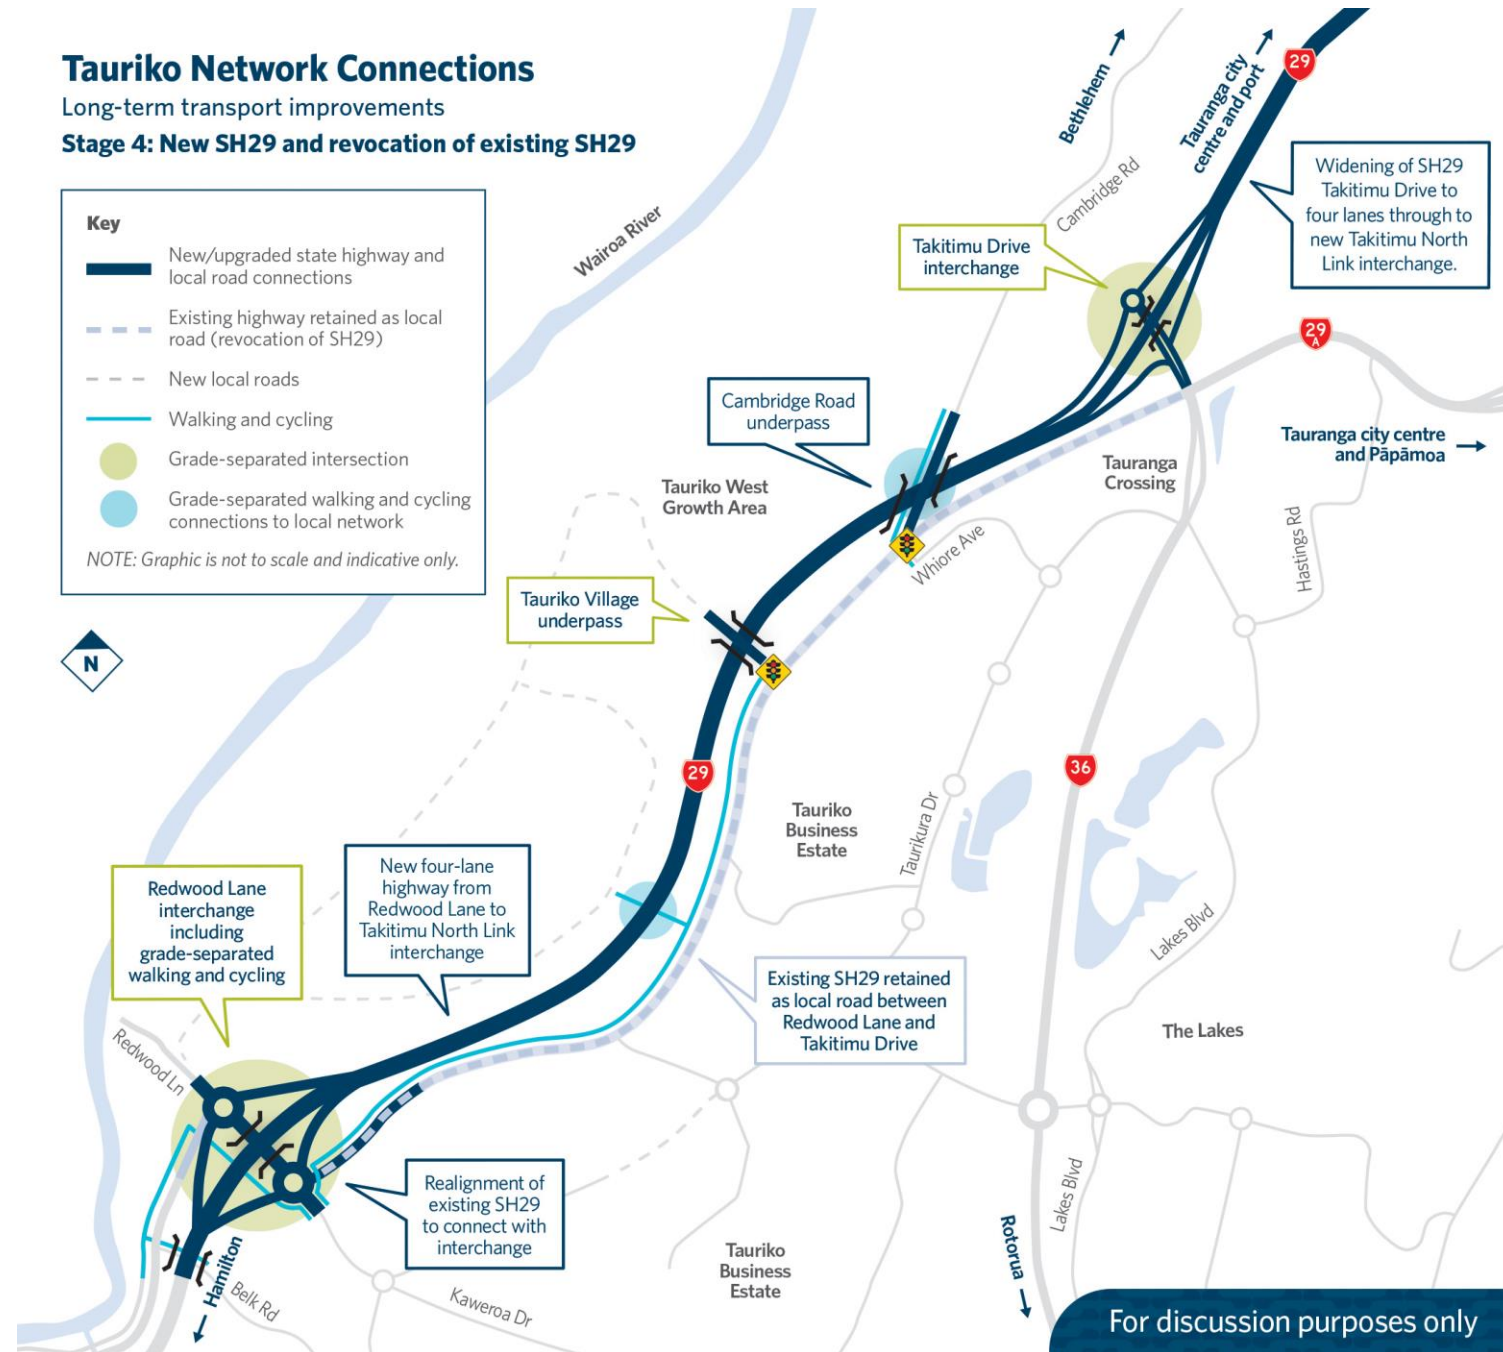 Tauriko Network Connections
Long-term transport improvements
Stage 4: New SH29 and revocation of existing SH29
Key
New/upgraded state highway and
local road connections
Existing highway retained as local
road (revocation of SH29)
New local roads
Walking and cycling
Grade-separated intersection
Grade-separated walking and cycling
connections to local network
NOTE: Graphic is not to scale and indicative only.
N
Wairoa River
Bethlehem
Tauranga city
centre and port
29
Cambridge Rd
Widening of SH29
Takitimu Drive to
four lanes through to
new Takitimu North
Link interchange.
Takitimu Drive
interchange
29
A
Cambridge Road
underpass
Tauranga city centre
and Pāpāmoa
Tauranga
Crossing
Tauriko West
Growth Area
Whiore Ave
Hastings Rd
Tauriko Village
underpass
29
36
Tauriko
Business
Estate
Taurikura Dr
Redwood Lane
interchange
including
grade-separated
walking and cycling
New four-lane
highway from
Redwood Lane to
Takitimu North Link
interchange
Lakes Blvd
Existing SH29 retained
as local road between
Redwood Lane and
Takitimu Drive
The Lakes
Redwood Ln
Realignment of
existing SH29
to connect with
interchange
Lakes Blvd
Rotorua
Hamilton
Belk Rd
Kaweroa Dr
Tauriko
Business
Estate
For discussion purposes only